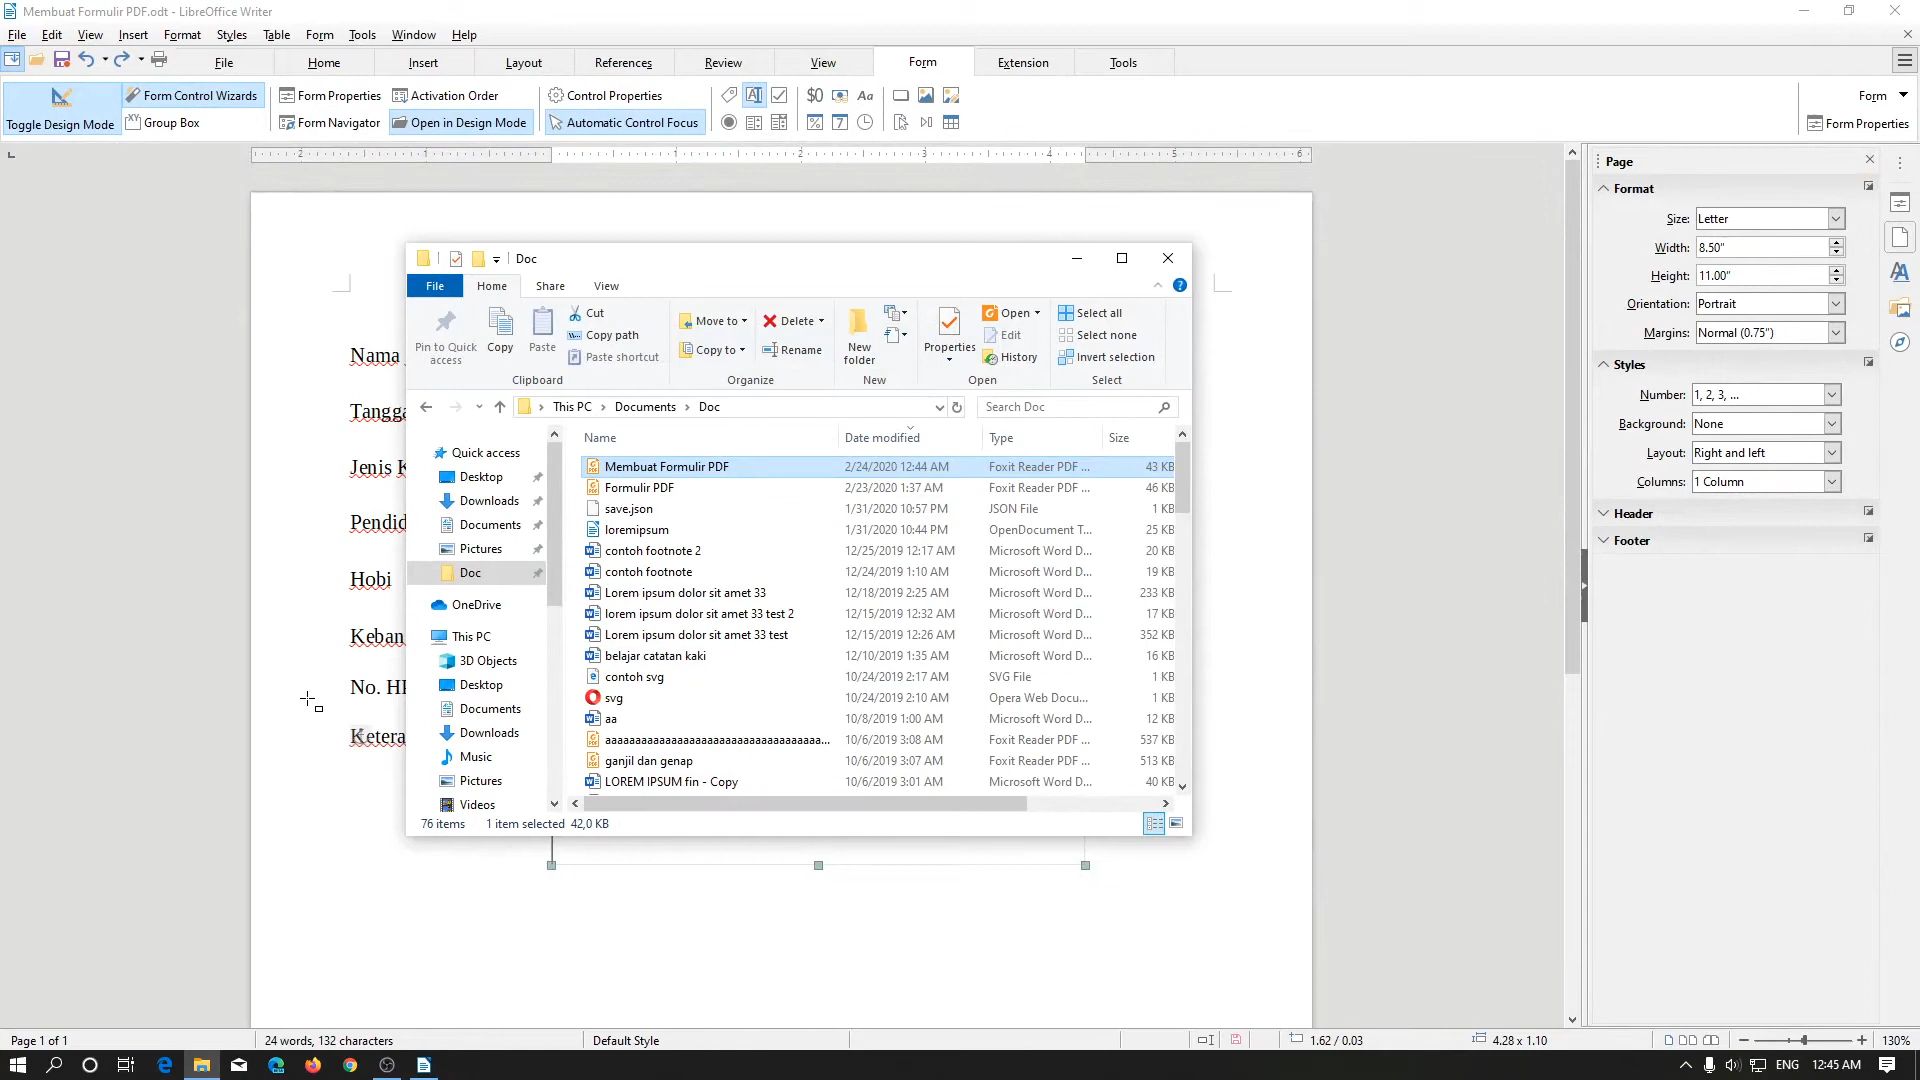 Membuat Formulir PDF.odt - LibreOffice Writer
File Edit View Insert Format Styles Table Form Tools Window Help
File Home Insert Layout References Review View Form Extension Tools
Toggle Design Mode
Form Control Wizards
Group Box
Form Properties
Form Navigator
Activation Order
Open in Design Mode
Control Properties
Automatic Control Focus
Form
Form Properties
Nama
Tangga
Jenis K
Pendid
Hobi
Keban
No. HP
Ketera
Doc
File Home Share View
Pin to Quick access
Copy
Paste
Cut
Copy path
Paste shortcut
Clipboard
Move to
Copy to
Delete
Rename
Organize
New folder
New
Properties
Open
Edit
History
Open
Select all
Select none
Invert selection
Select
This PC Documents Doc
Search Doc
Quick access
Desktop
Downloads
Documents
Pictures
Doc
OneDrive
This PC
3D Objects
Desktop
Documents
Downloads
Music
Pictures
Videos
Name Date modified Type Size
Membuat Formulir PDF 2/24/2020 12:44 AM Foxit Reader PDF ... 43 KB
Formulir PDF 2/23/2020 1:37 AM Foxit Reader PDF ... 46 KB
save.json 1/31/2020 10:57 PM JSON File 1 KB
loremipsum 1/31/2020 10:44 PM OpenDocument T... 25 KB
contoh footnote 2 12/25/2019 12:17 AM Microsoft Word D... 20 KB
contoh footnote 12/24/2019 1:10 AM Microsoft Word D... 19 KB
Lorem ipsum dolor sit amet 33 12/18/2019 2:25 AM Microsoft Word D... 233 KB
lorem ipsum dolor sit amet 33 test 2 12/15/2019 12:32 AM Microsoft Word D... 17 KB
Lorem ipsum dolor sit amet 33 test 12/15/2019 12:26 AM Microsoft Word D... 352 KB
belajar catatan kaki 12/10/2019 1:35 AM Microsoft Word D... 16 KB
contoh svg 10/24/2019 2:17 AM SVG File 1 KB
svg 10/24/2019 2:10 AM Opera Web Docu... 1 KB
aa 10/8/2019 1:00 AM Microsoft Word D... 12 KB
aaaaaaaaaaaaaaaaaaaaaaaaaaaaaaaaaaaa... 10/6/2019 3:08 AM Foxit Reader PDF ... 537 KB
ganjil dan genap 10/6/2019 3:07 AM Foxit Reader PDF ... 513 KB
LOREM IPSUM fin - Copy 10/6/2019 3:01 AM Microsoft Word D... 40 KB
76 items 1 item selected 42,0 KB
Page
Format
Size: Letter
Width: 8.50"
Height: 11.00"
Orientation: Portrait
Margins: Normal (0.75")
Styles
Number: 1, 2, 3, ...
Background: None
Layout: Right and left
Columns: 1 Column
Header
Footer
Page 1 of 1 24 words, 132 characters Default Style 1.62 / 0.03 4.28 x 1.10 130%
ENG 12:45 AM